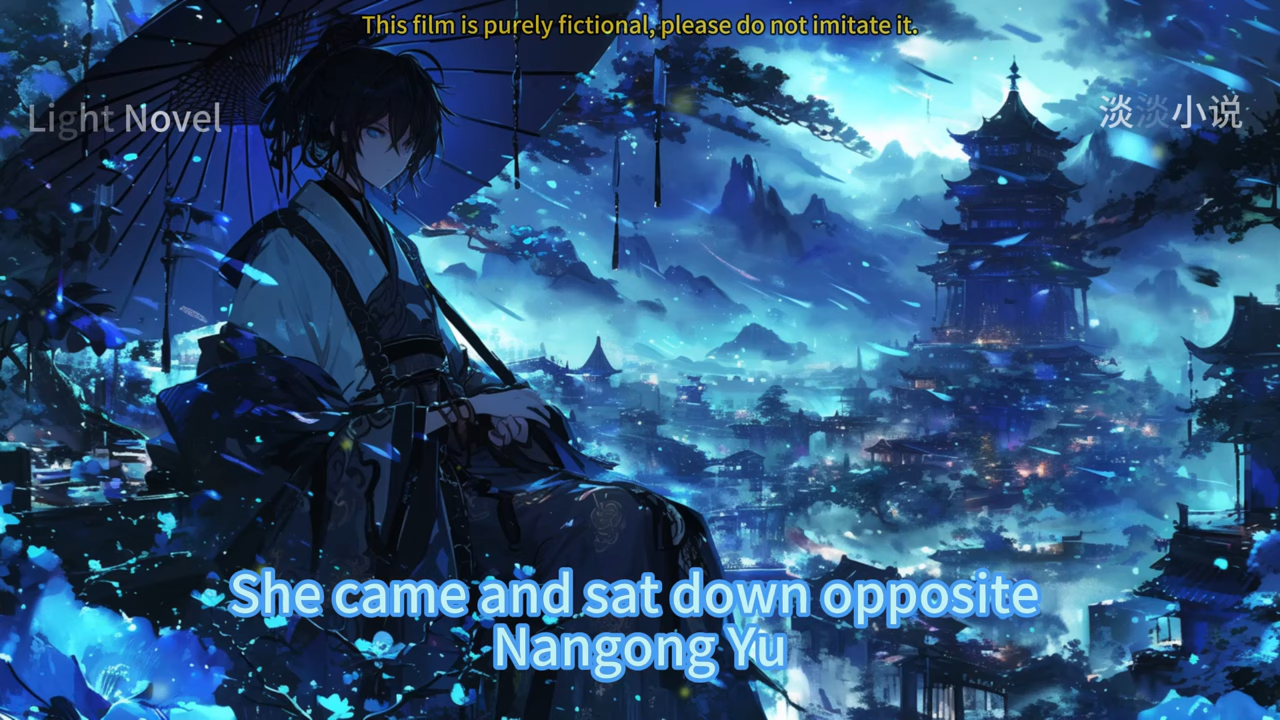 This film is purely fictional, please do not imitate it.
Light Novel
淡淡小说
She came and sat down opposite
Nangong Yu